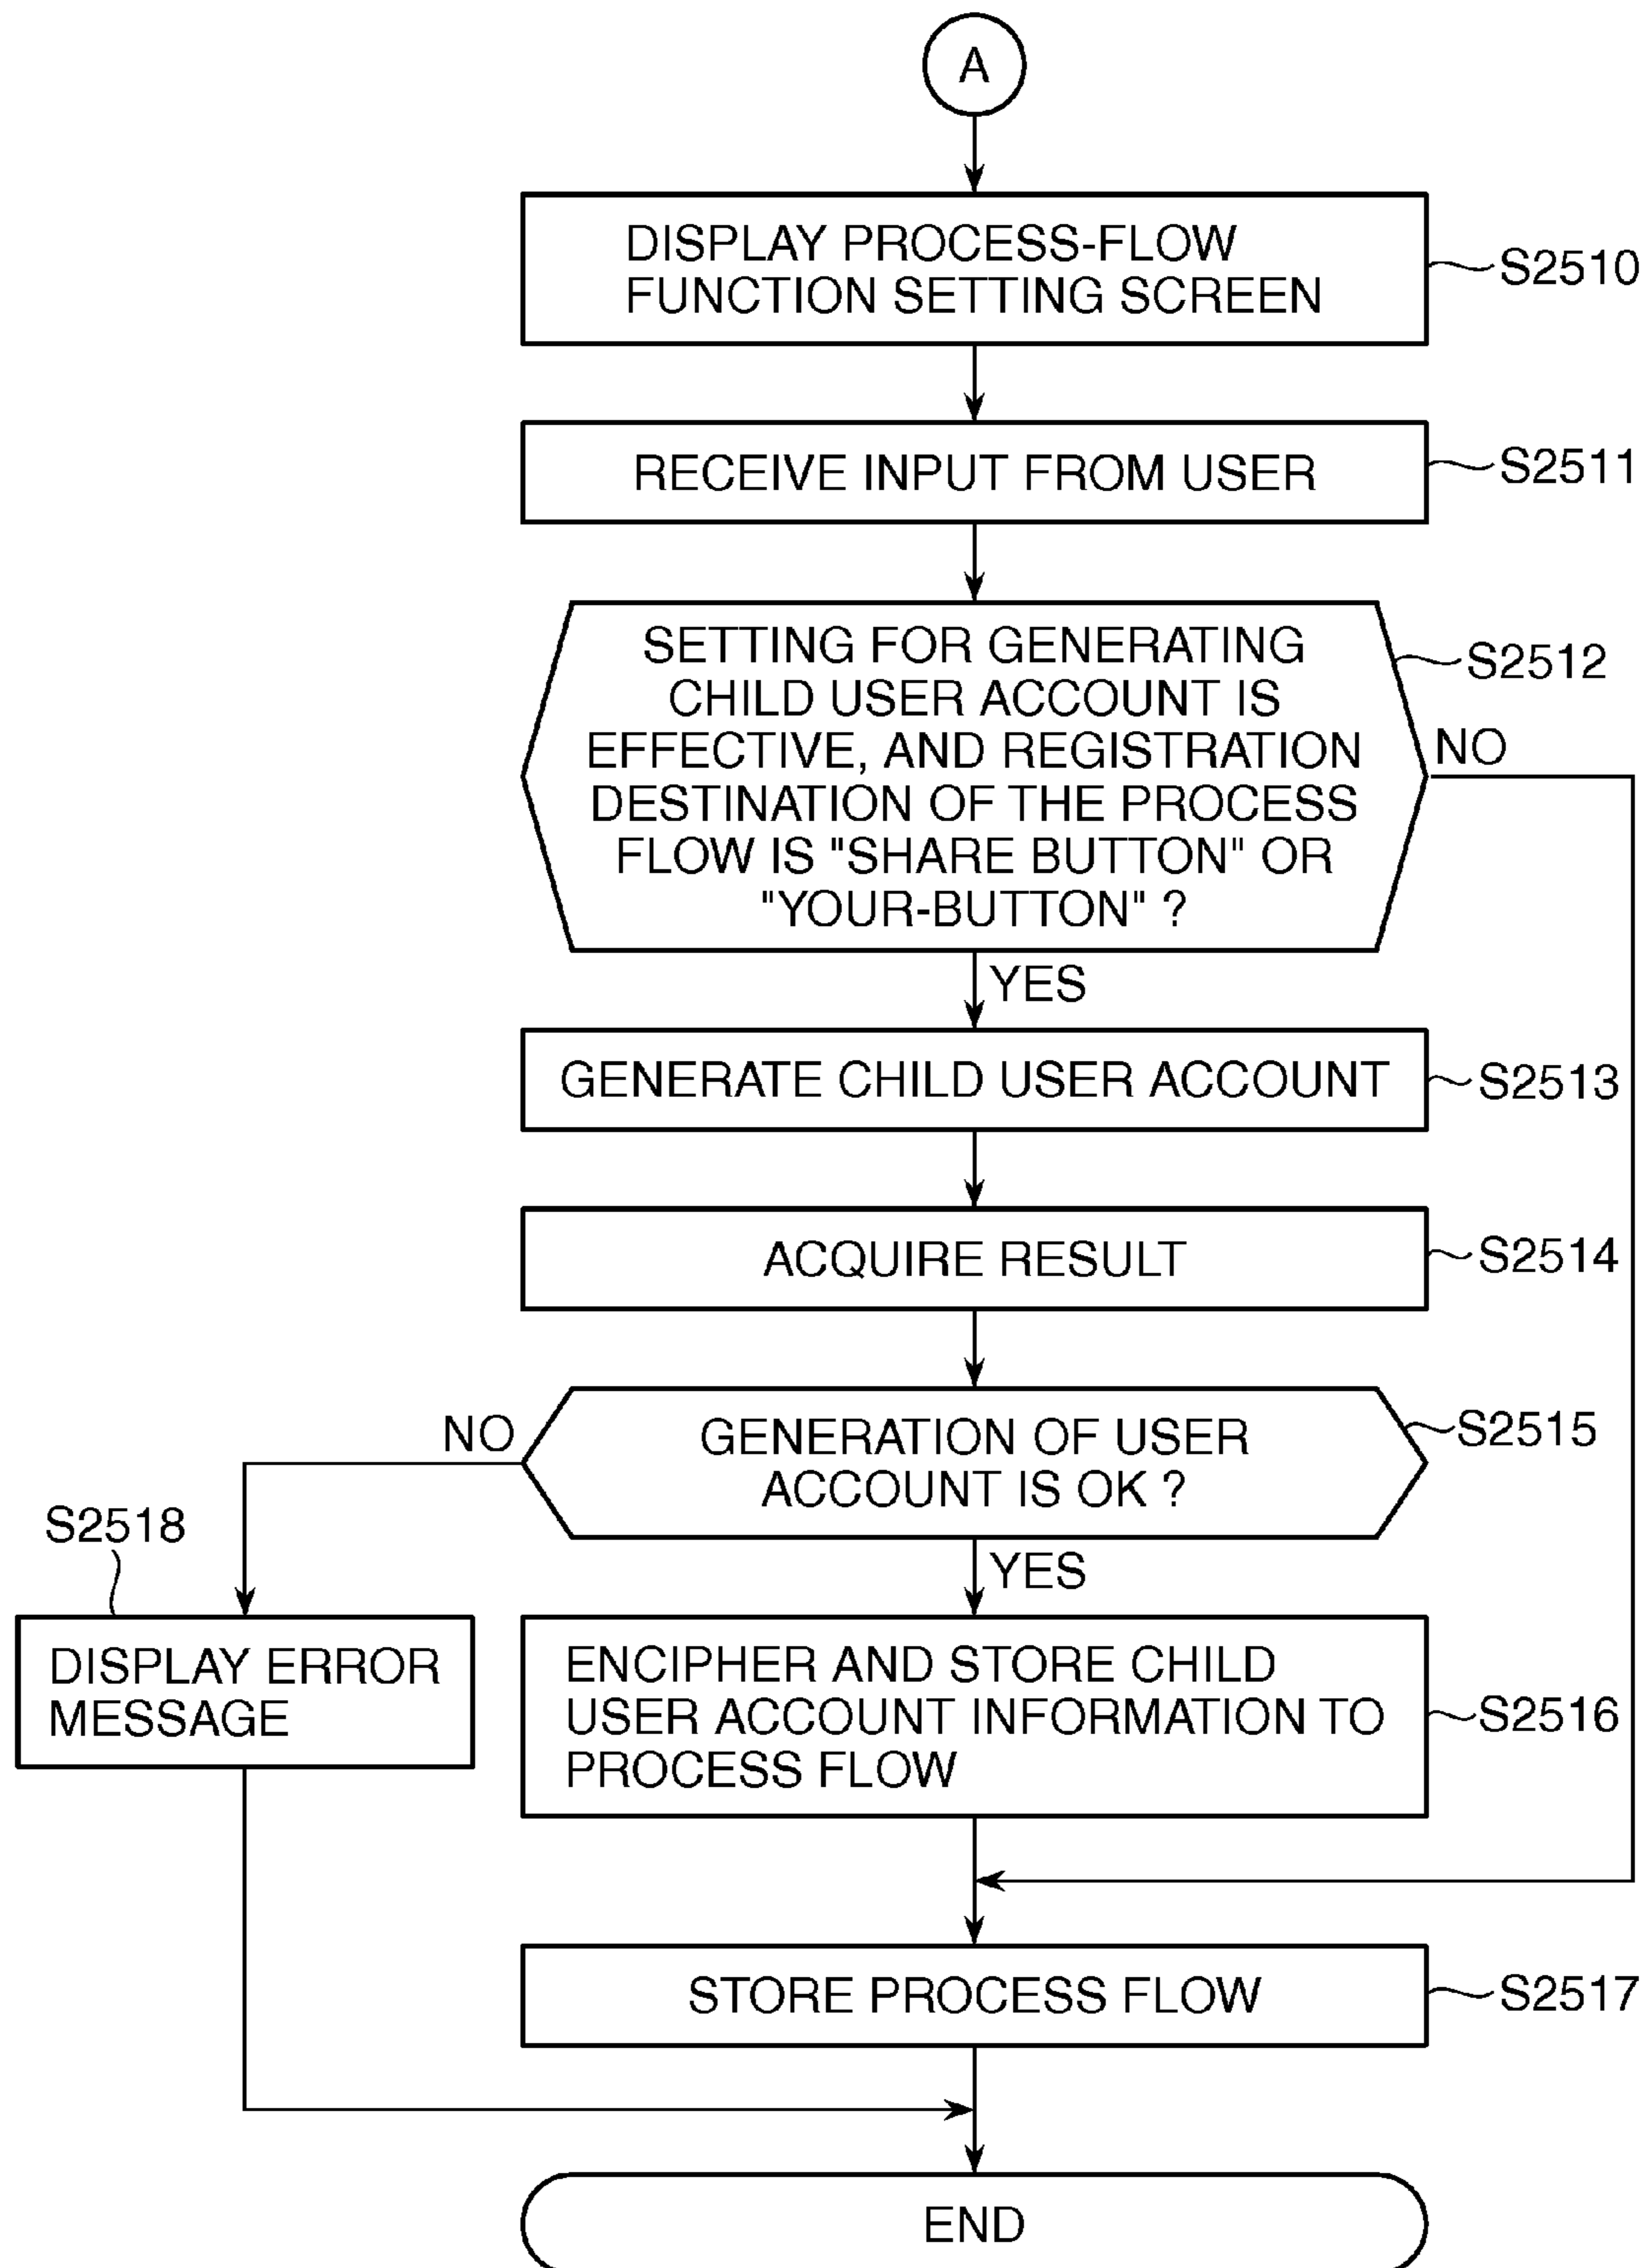 A
DISPLAY PROCESS-FLOW
FUNCTION SETTING SCREEN
S2510
RECEIVE INPUT FROM USER
S2511
SETTING FOR GENERATING
CHILD USER ACCOUNT IS
EFFECTIVE, AND REGISTRATION
DESTINATION OF THE PROCESS
FLOW IS "SHARE BUTTON" OR
"YOUR-BUTTON" ?
S2512
NO
YES
GENERATE CHILD USER ACCOUNT
S2513
ACQUIRE RESULT
S2514
GENERATION OF USER
ACCOUNT IS OK ?
S2515
NO
YES
S2518
DISPLAY ERROR
MESSAGE
ENCIPHER AND STORE CHILD
USER ACCOUNT INFORMATION TO
PROCESS FLOW
S2516
STORE PROCESS FLOW
S2517
END